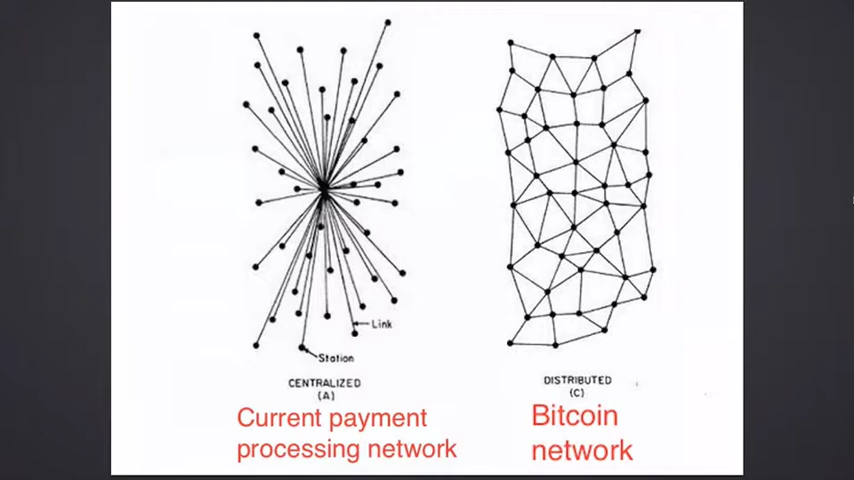 Link
Station
CENTRALIZED
(A)
DISTRIBUTED
(C)
Current payment
processing network
Bitcoin
network